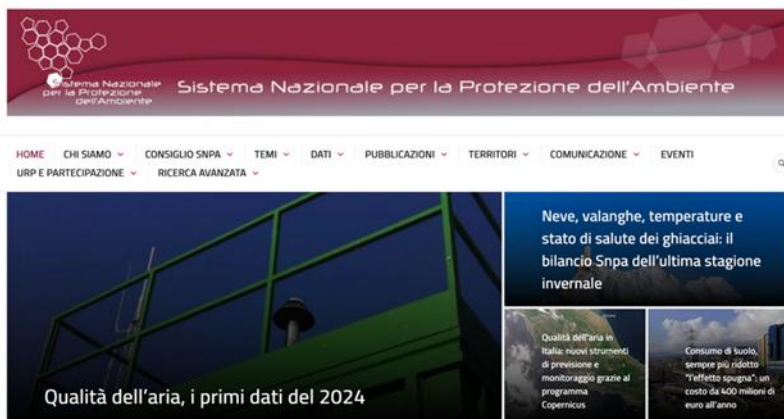 Sistema Nazionale
per la Protezione
dell'Ambiente
Sistema Nazionale per la Protezione dell'Ambiente
HOME CHI SIAMO CONSIGLIO SNPA TEMI DATI PUBBLICAZIONI TERRITORI COMUNICAZIONE EVENTI
URP E PARTECIPAZIONE RICERCA AVANZATA
Qualità dell'aria, i primi dati del 2024
Neve, valanghe, temperature e
stato di salute dei ghiacciai: il
bilancio Snpa dell'ultima stagione
invernale
Qualità dell'aria in
Italia: nuovi strumenti
di previsione e
monitoraggio grazie al
programma
Copernicus
Consumo di suolo,
sempre più ridotto
"l'effetto spugna": un
costo da 400 milioni di
euro all'anno